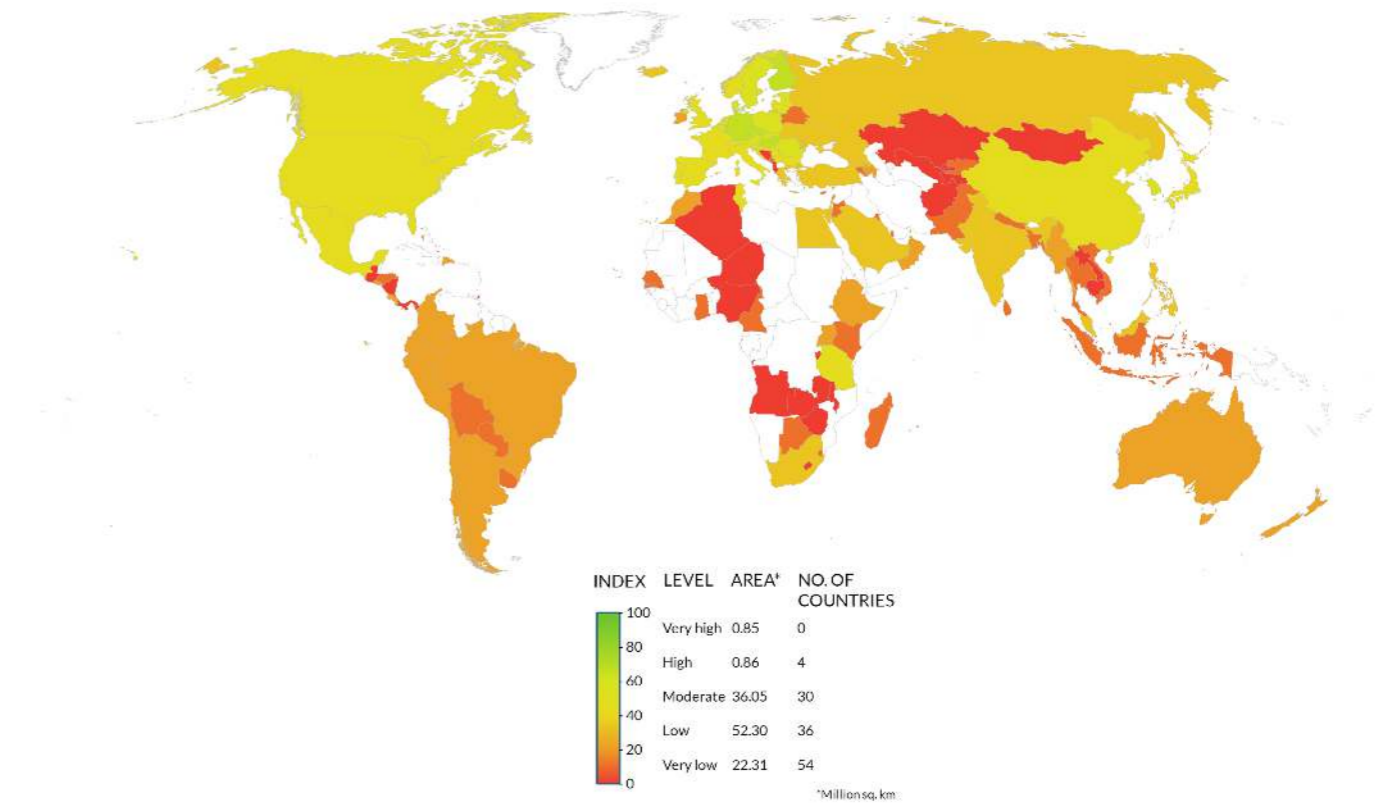 INDEX LEVEL AREA* NO. OF
COUNTRIES
100
Very high 0.85 0
80
High 0.86 4
60
Moderate 36.05 30
40
Low 52.30 36
20
Very low 22.31 54
0
*Million sq. km